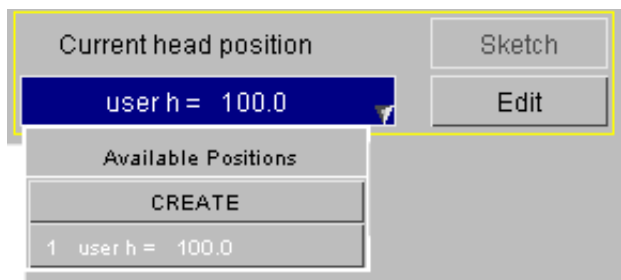 Current head position
Sketch
user h = 100.0
Edit
Available Positions
CREATE
1 user h = 100.0